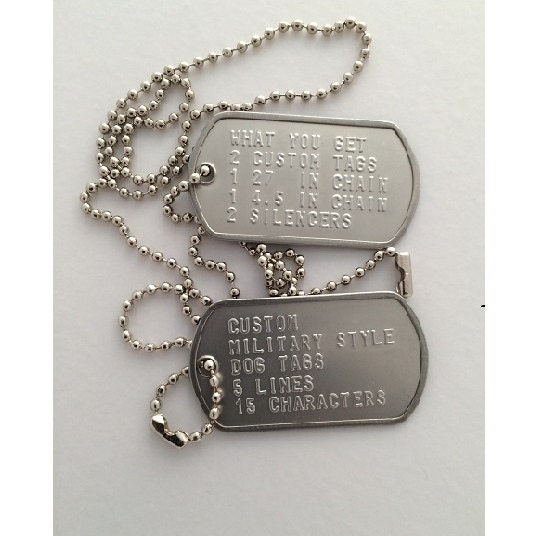 WHAT YOU GET
2 CUSTOM TAGS
1 27 IN CHAIN
1 4.5 IN CHAIN
2 SILENCERS
CUSTOM
MILITARY STYLE
DOG TAGS
5 LINES
15 CHARACTERS